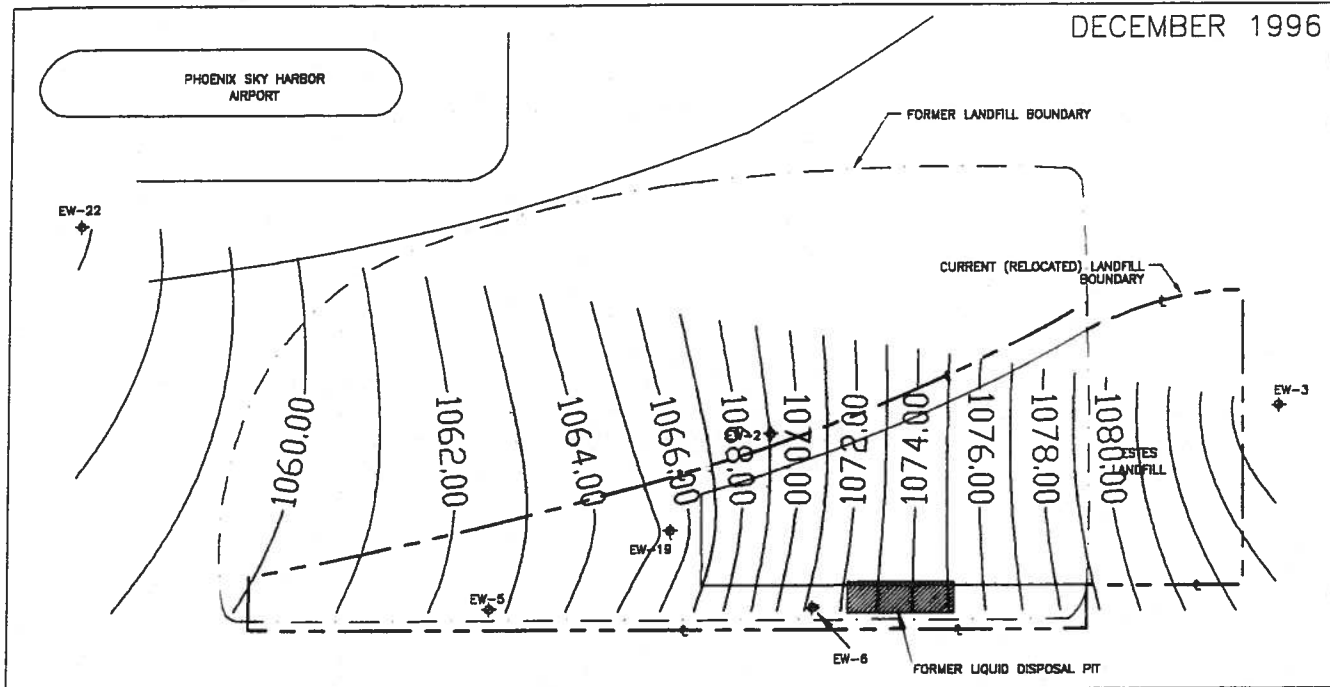 DECEMBER 1996
PHOENIX SKY HARBOR
AIRPORT
FORMER LANDFILL BOUNDARY
EW-22
CURRENT (RELOCATED) LANDFILL
BOUNDARY
EW-3
1060.00
1062.00
1064.00
1066.00
1068.00
1070.00
1072.00
1074.00
1076.00
1078.00
1080.00
EW-2
ESTES
LANDFILL
EW-19
EW-5
EW-6
FORMER LIQUID DISPOSAL PIT